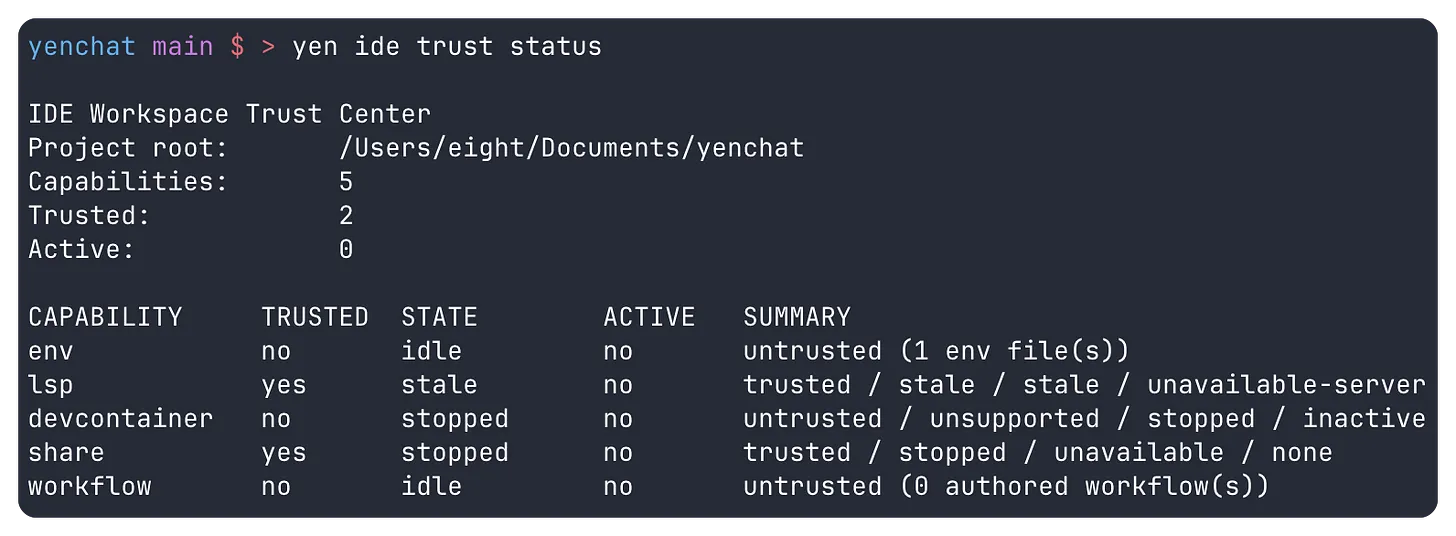 yenchat main $ > yen ide trust status
IDE Workspace Trust Center
Project root: /Users/eight/Documents/yenchat
Capabilities: 5
Trusted: 2
Active: 0
CAPABILITY TRUSTED STATE ACTIVE SUMMARY
env no idle no untrusted (1 env file(s))
lsp yes stale no trusted / stale / stale / unavailable-server
devcontainer no stopped no untrusted / unsupported / stopped / inactive
share yes stopped no trusted / stopped / unavailable / none
workflow no idle no untrusted (0 authored workflow(s))